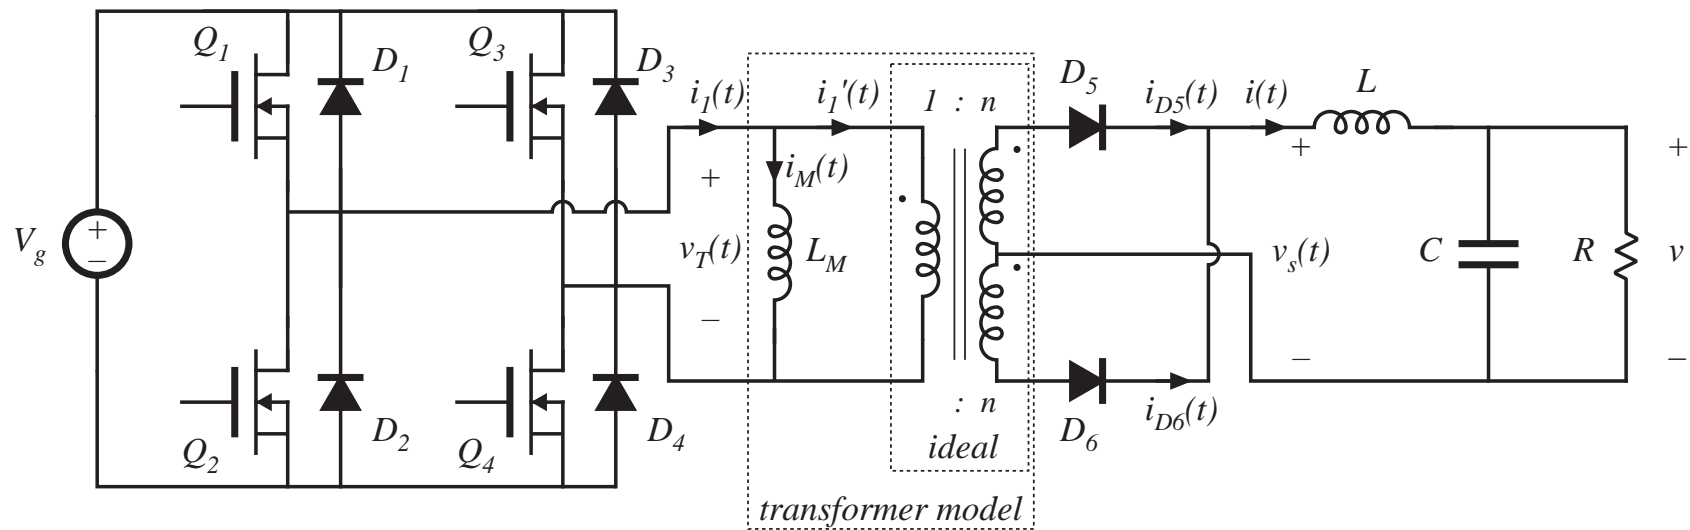 Q1
D1
Q3
D3
i1(t)
i1'(t)
1 : n
D5
iD5(t)
i(t)
L
+
+
+
iM(t)
Vg
+
–
vT(t)
LM
vs(t)
C
R
v
–
–
–
Q2
D2
Q4
D4
: n
D6
iD6(t)
ideal
transformer model